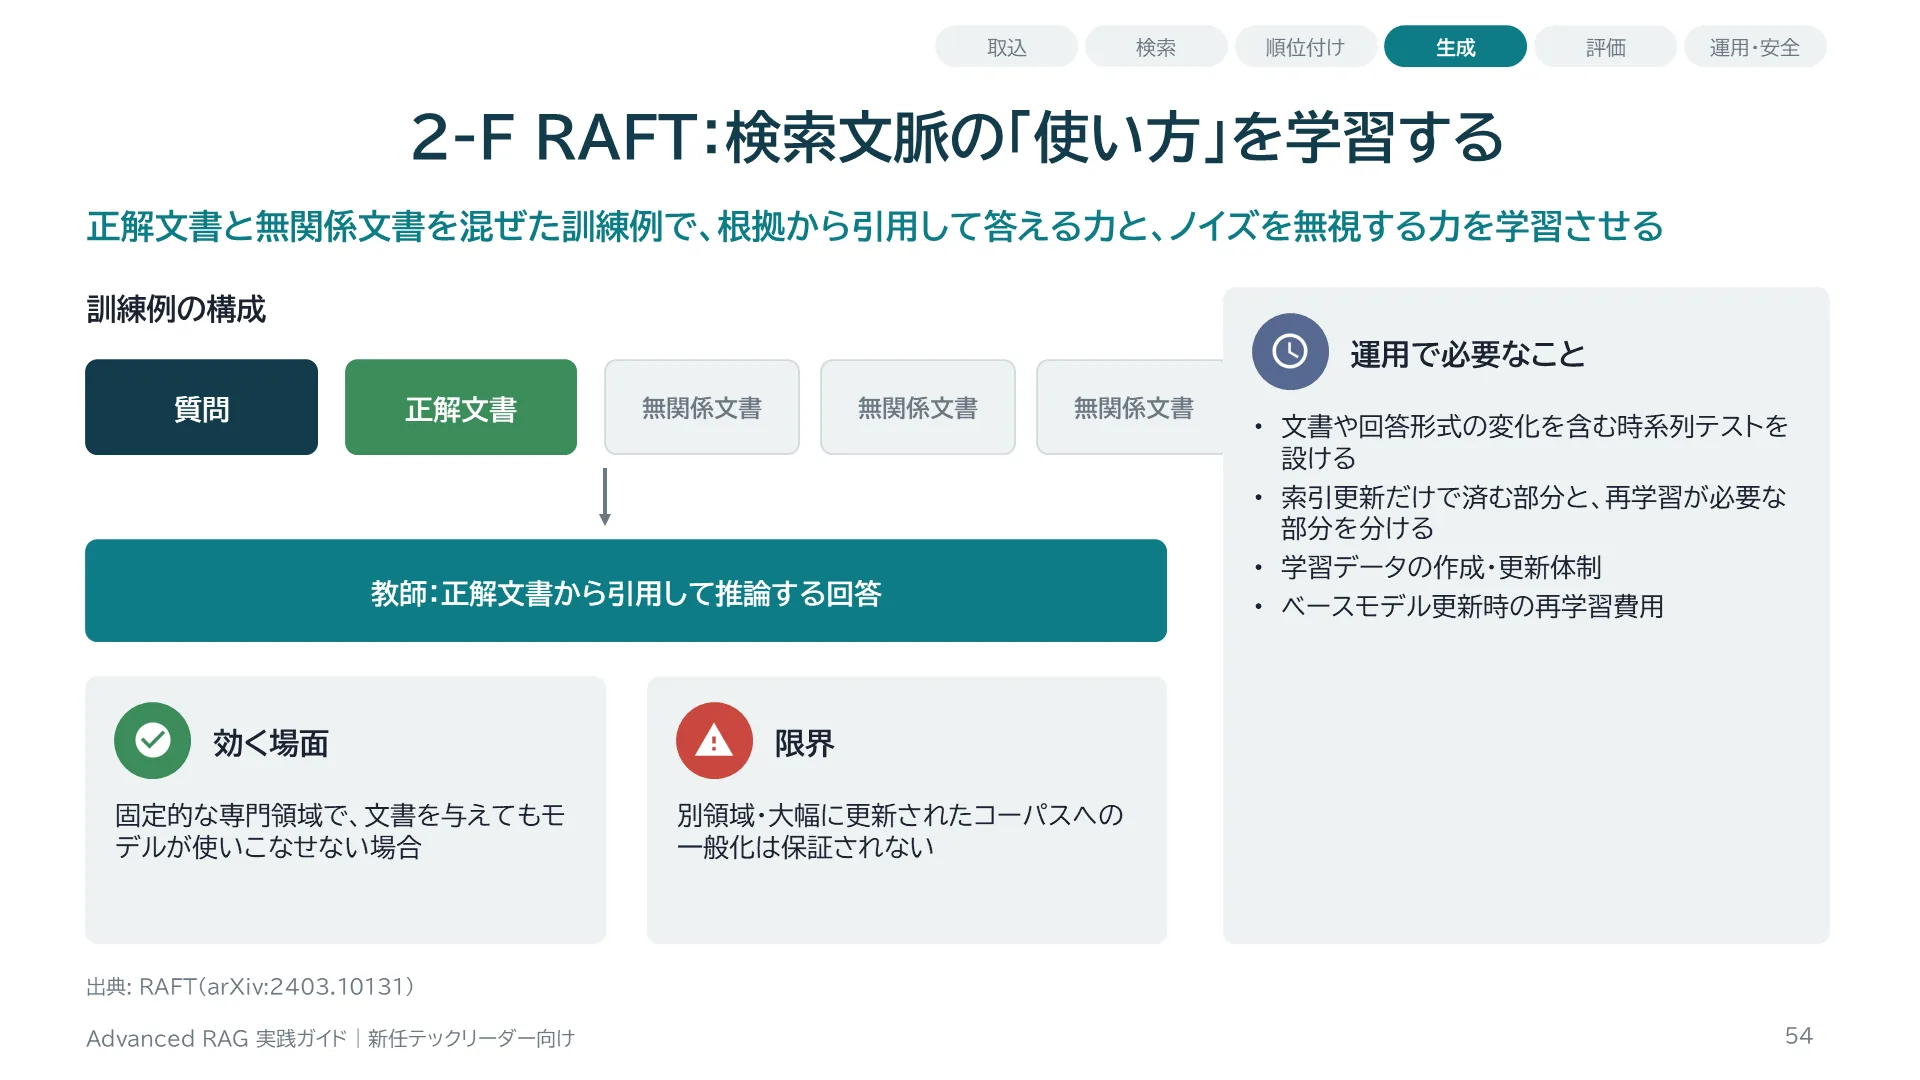 取込
検索
順位付け
生成
評価
運用・安全
2-F RAFT：検索文脈の「使い方」を学習する
正解文書と無関係文書を混ぜた訓練例で、根拠から引用して答える力と、ノイズを無視する力を学習させる
訓練例の構成
質問
正解文書
無関係文書
無関係文書
無関係文書
教師：正解文書から引用して推論する回答
効く場面
固定的な専門領域で、文書を与えてもモ
デルが使いこなせない場合
限界
別領域・大幅に更新されたコーパスへの
一般化は保証されない
運用で必要なこと
• 文書や回答形式の変化を含む時系列テストを
設ける
• 索引更新だけで済む部分と、再学習が必要な
部分を分ける
• 学習データの作成・更新体制
• ベースモデル更新時の再学習費用
出典: RAFT（arXiv:2403.10131）
Advanced RAG 実践ガイド｜新任テックリーダー向け
54